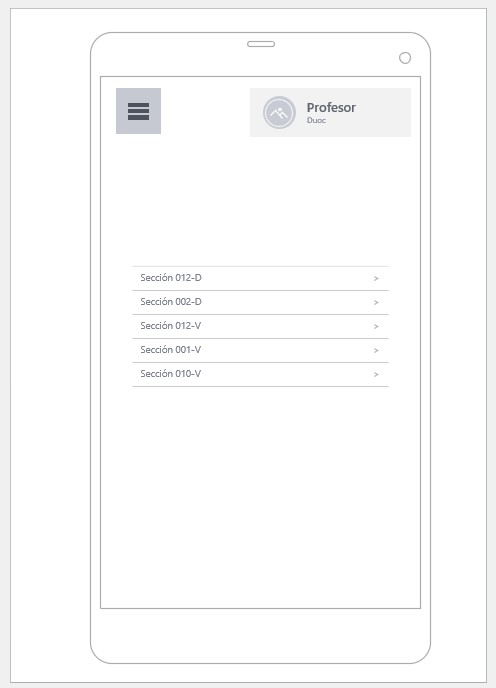 Profesor
Duoc
Sección 012-D >
Sección 002-D >
Sección 012-V >
Sección 001-V >
Sección 010-V >